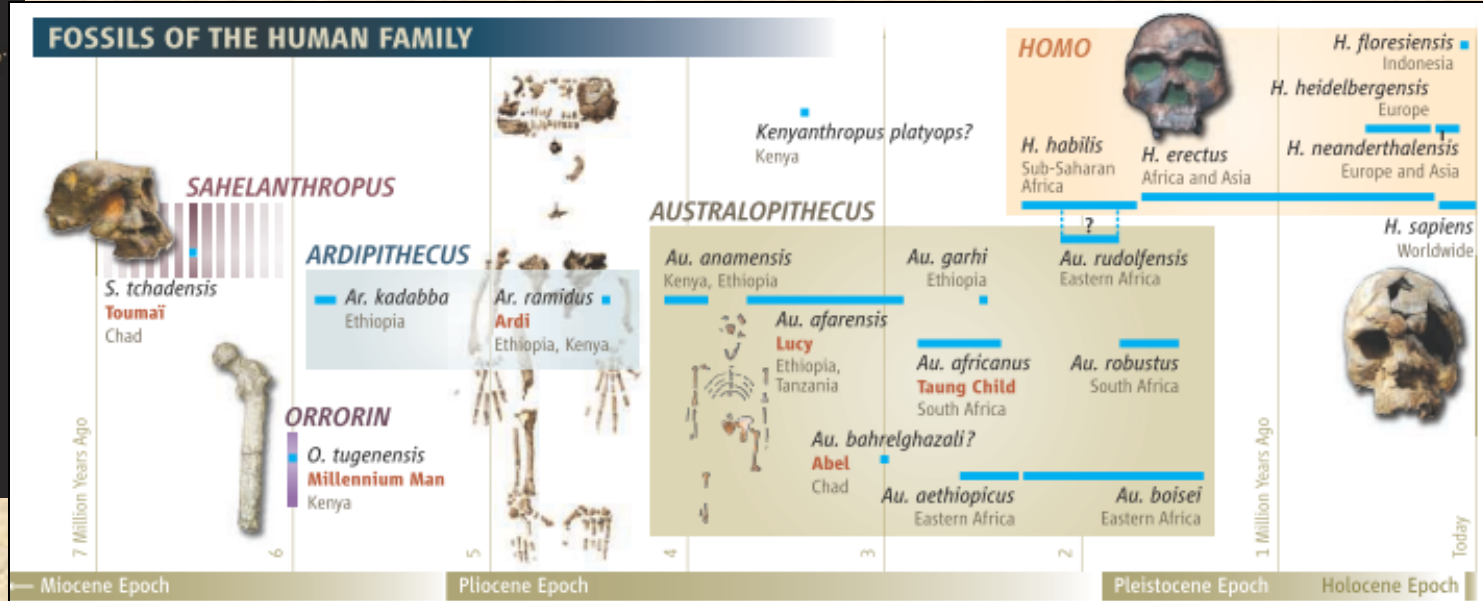 FOSSILS OF THE HUMAN FAMILY
HOMO
H. floresiensis
Indonesia
H. heidelbergensis
Europe
Kenyanthropus platyops?
Kenya
H. habilis
Sub-Saharan
Africa
H. erectus
Africa and Asia
H. neanderthalensis
Europe and Asia
SAHELANTHROPUS
S. tchadensis
Toumaï
Chad
AUSTRALOPITHECUS
?
H. sapiens
Worldwide
ARDIPITHECUS
Ar. kadabba
Ethiopia
Ar. ramidus
Ardi
Ethiopia, Kenya
Au. anamensis
Kenya, Ethiopia
Au. garhi
Ethiopia
Au. rudolfensis
Eastern Africa
Au. afarensis
Lucy
Ethiopia,
Tanzania
Au. africanus
Taung Child
South Africa
Au. robustus
South Africa
ORRORIN
O. tugenensis
Millennium Man
Kenya
Au. bahrelghazali?
Abel
Chad
Au. aethiopicus
Eastern Africa
Au. boisei
Eastern Africa
7 Million Years Ago
6
5
4
3
2
1 Million Years Ago
Today
Miocene Epoch
Pliocene Epoch
Pleistocene Epoch
Holocene Epoch